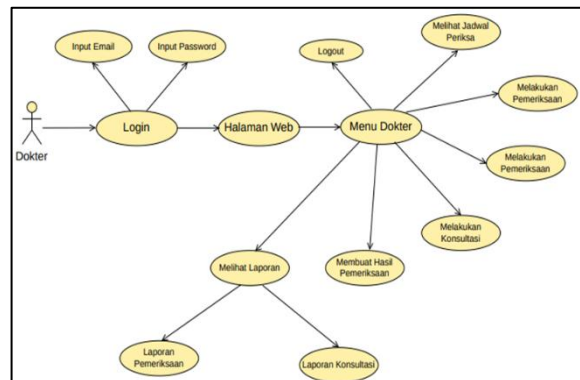 Melihat Jadwal
Periksa
Input Email
Input Password
Logout
Melakukan
Pemeriksaan
Login
Halaman Web
Menu Dokter
Dokter
Melakukan
Pemeriksaan
Melakukan
Konsultasi
Melihat Laporan
Membuat Hasil
Pemeriksaan
Laporan
Pemeriksaan
Laporan Konsultasi